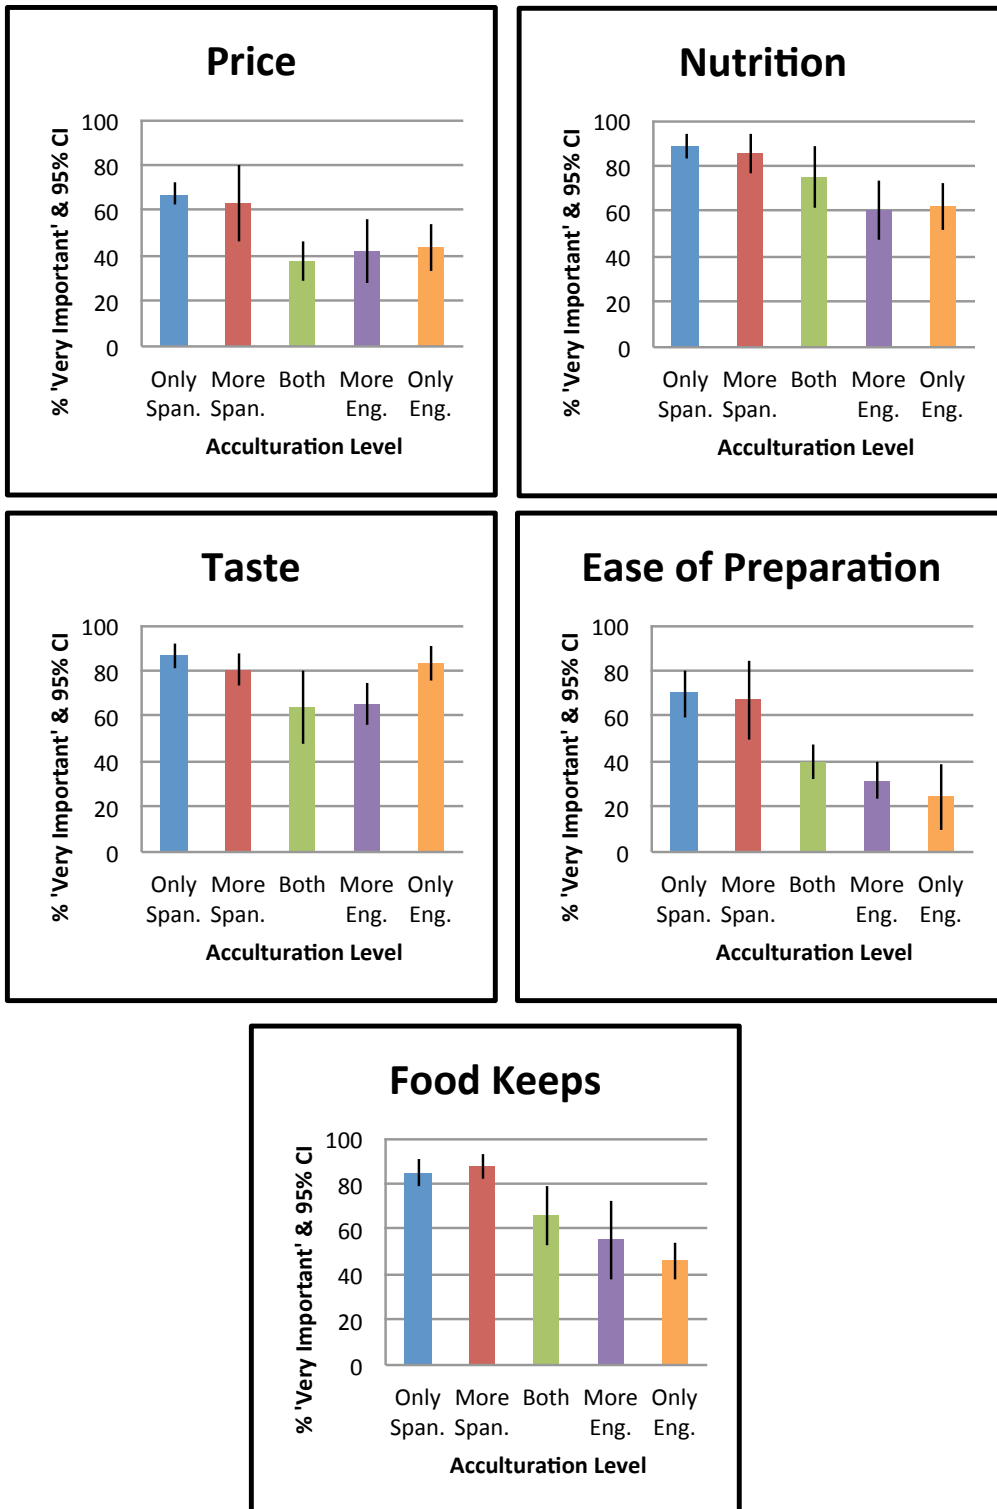 Price
% 'Very Important' & 95% CI
100
80
60
40
20
0
Only More Both More Only
Span. Span. Eng. Eng.
Acculturation Level
Nutrition
% 'Very Important' & 95% CI
100
80
60
40
20
0
Only More Both More Only
Span. Span. Eng. Eng.
Acculturation Level
Taste
% 'Very Important' & 95% CI
100
80
60
40
20
0
Only More Both More Only
Span. Span. Eng. Eng.
Acculturation Level
Ease of Preparation
% 'Very Important' & 95% CI
100
80
60
40
20
0
Only More Both More Only
Span. Span. Eng. Eng.
Acculturation Level
Food Keeps
% 'Very Important' & 95% CI
100
80
60
40
20
0
Only More Both More Only
Span. Span. Eng. Eng.
Acculturation Level